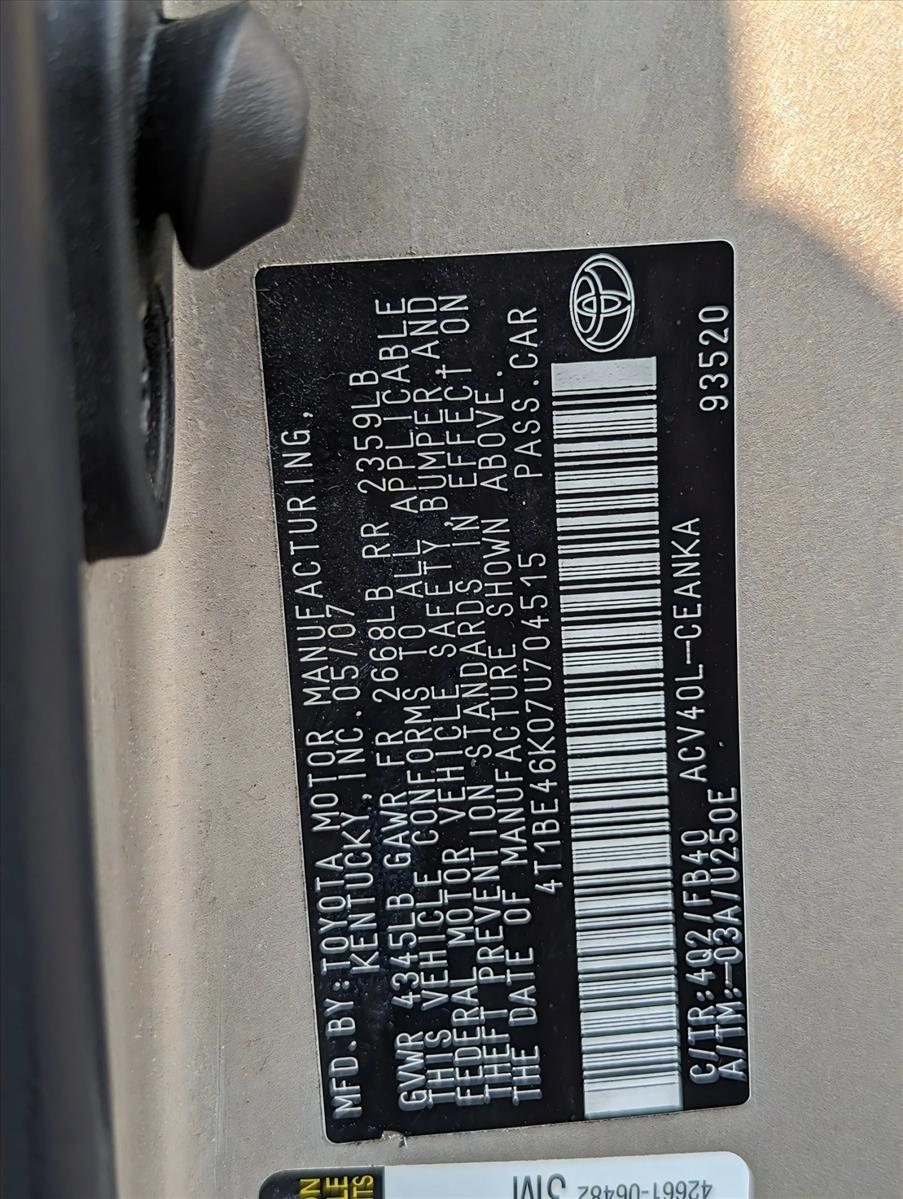 MFD.BY:TOYOTA MOTOR MANUFACTURING,
KENTUCKY, INC.05/07
GVWR 4345LB GAWR FR 2668LB RR 2359LB
THIS VEHICLE CONFORMS TO ALL APPLICABLE
FEDERAL MOTOR VEHICLE SAFETY, BUMPER, AND
THEFT PREVENTION STANDARDS IN EFFECT ON
THE DATE OF MANUFACTURE SHOWN ABOVE.
4T1BE46K07U704515 PASS.CAR
C/TR:4Q2/FB40 ACV40L-CEANKA 93520
A/TM:-03A/U250E
42661-06482